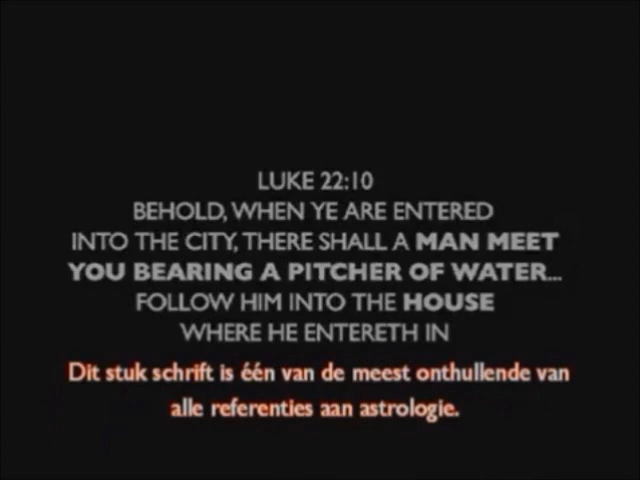 LUKE 22:10
BEHOLD, WHEN YE ARE ENTERED
INTO THE CITY, THERE SHALL A MAN MEET
YOU BEARING A PITCHER OF WATER...
FOLLOW HIM INTO THE HOUSE
WHERE HE ENTERETH IN
Dit stuk schrift is één van de meest onthullende van
alle referenties aan astrologie.